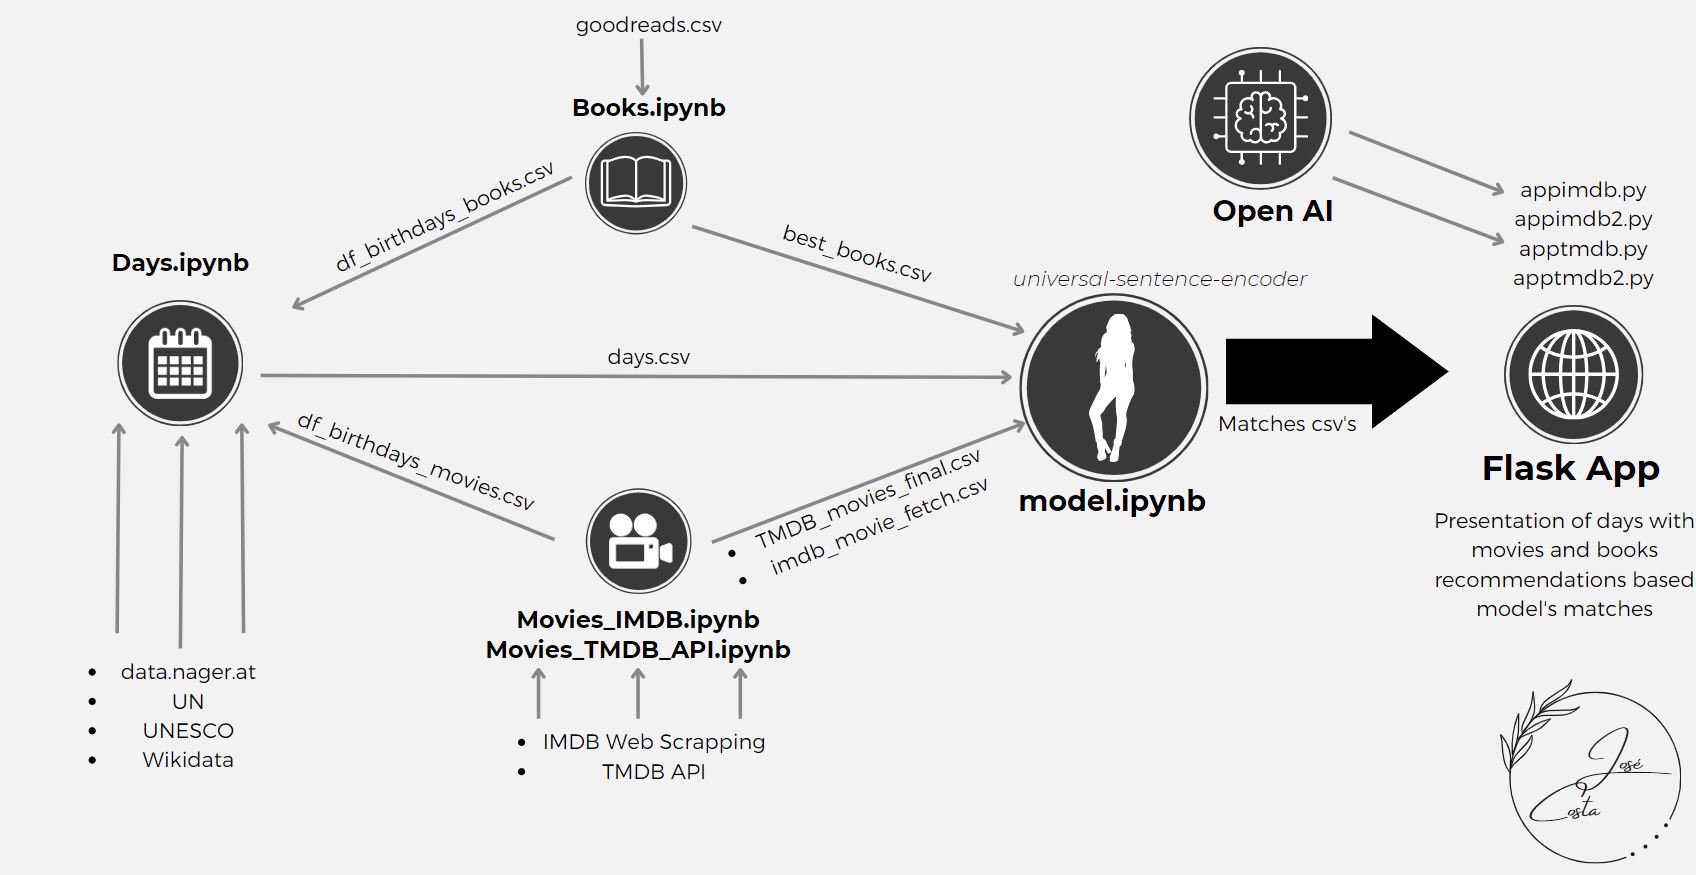 goodreads.csv
Books.ipynb
df_birthdays_books.csv
best_books.csv
Open AI
appimdb.py
appimdb2.py
apptmdb.py
apptmdb2.py
Days.ipynb
universal-sentence-encoder
days.csv
df_birthdays_movies.csv
TMDB_movies_final.csv
imdb_movie_fetch.csv
model.ipynb
Matches csv's
Flask App
Presentation of days with
movies and books
recommendations based
model's matches
Movies_IMDB.ipynb
Movies_TMDB_API.ipynb
data.nager.at
UN
UNESCO
Wikidata
IMDB Web Scrapping
TMDB API
José
Costa